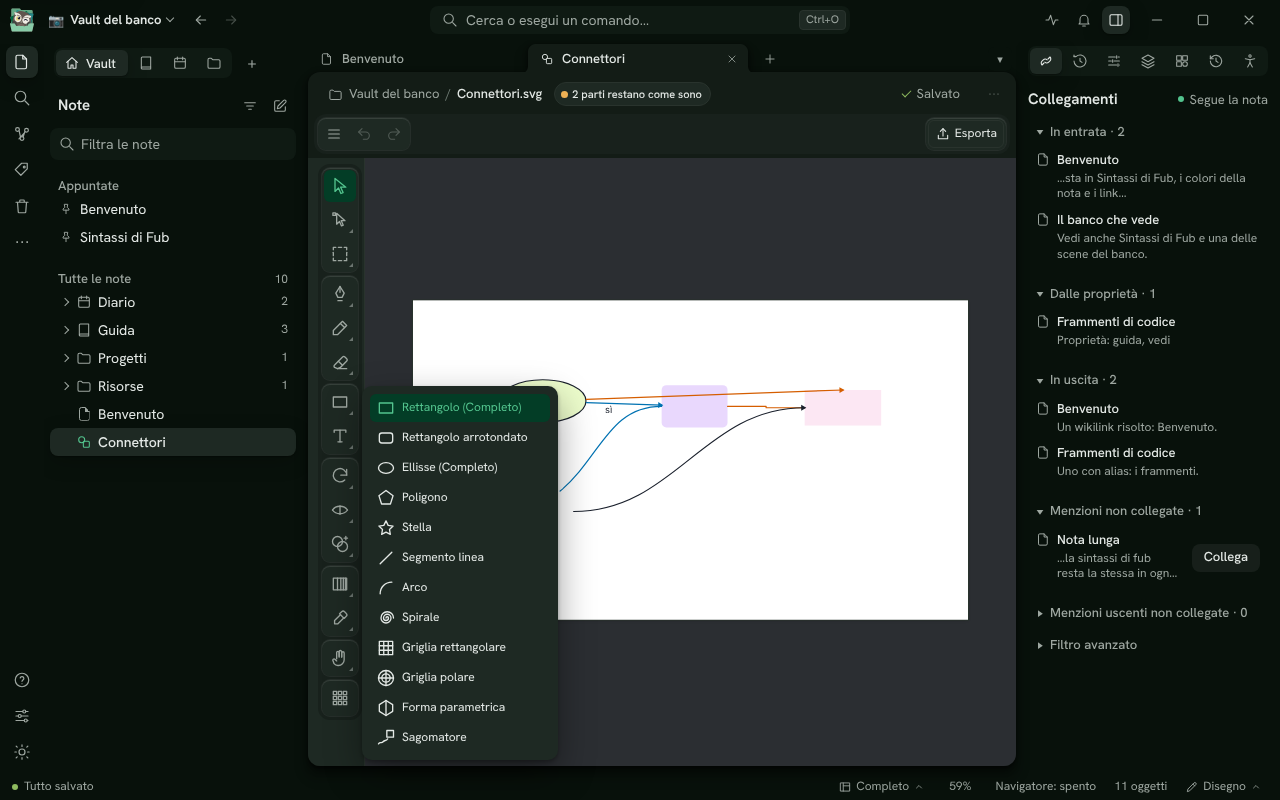 Vault del banco
Cerca o esegui un comando...
Ctrl+O
Vault
Benvenuto
Connettori
Note
Vault del banco / Connettori.svg
2 parti restano come sono
Salvato
Collegamenti
Segue la nota
Filtra le note
Esporta
In entrata · 2
Benvenuto
...sta in Sintassi di Fub, i colori della
nota e i link...
Il banco che vede
Vedi anche Sintassi di Fub e una delle
scene del banco.
Appuntate
Benvenuto
Sintassi di Fub
Tutte le note 10
Diario 2
Guida 3
Progetti 1
Risorse 1
Benvenuto
Connettori
sì
Rettangolo (Completo)
Rettangolo arrotondato
Ellisse (Completo)
Poligono
Stella
Segmento linea
Arco
Spirale
Griglia rettangolare
Griglia polare
Forma parametrica
Sagomatore
Dalle proprietà · 1
Frammenti di codice
Proprietà: guida, vedi
In uscita · 2
Benvenuto
Un wikilink risolto: Benvenuto.
Frammenti di codice
Uno con alias: i frammenti.
Menzioni non collegate · 1
Nota lunga
...la sintassi di fub
resta la stessa in ogn...
Collega
Menzioni uscenti non collegate · 0
Filtro avanzato
Tutto salvato
Completo
59%
Navigatore: spento
11 oggetti
Disegno